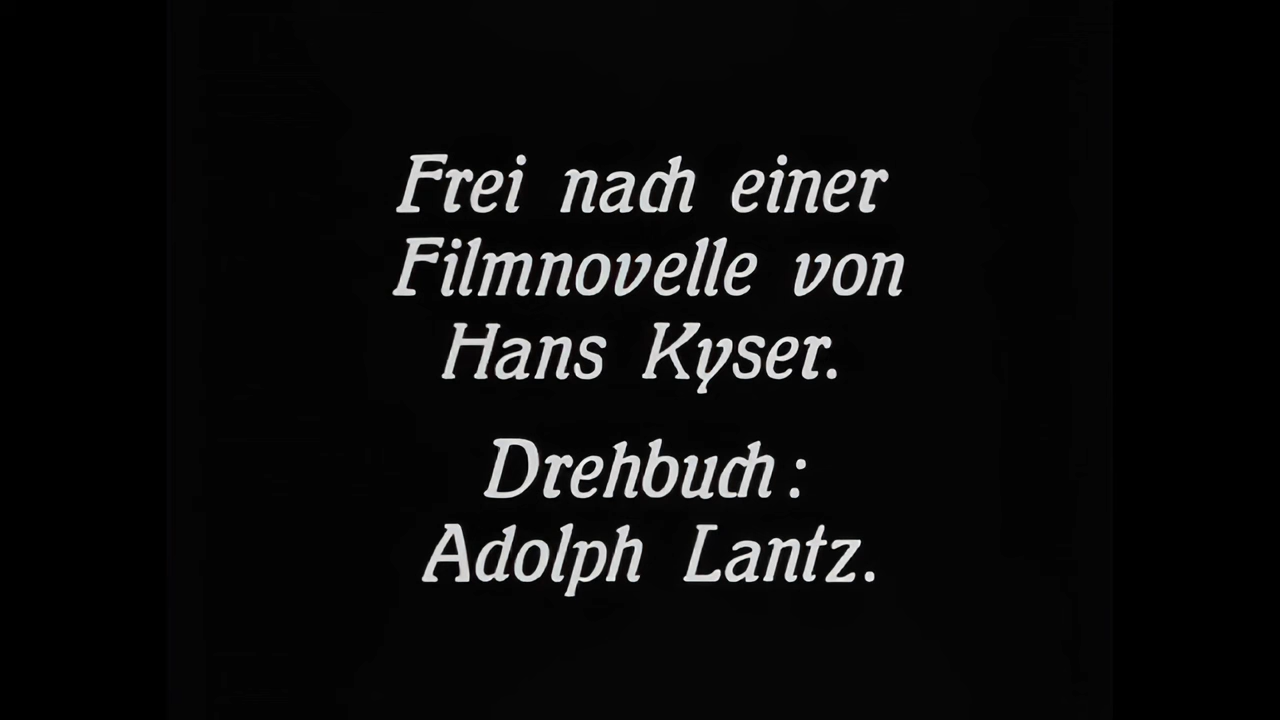 Frei nach einer
Filmnovelle von
Hans Kyser.
Drehbuch:
Adolph Lantz.